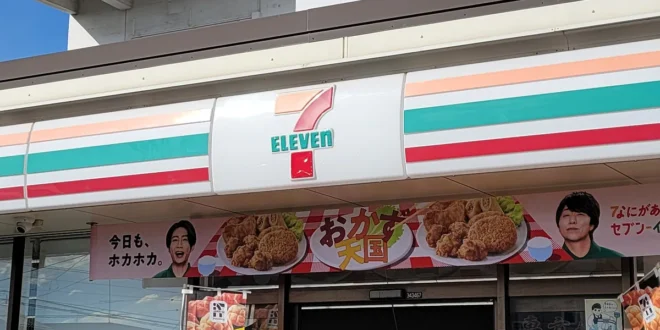 7
ELEVEn
今日も、
ホカホカ。
おかず
天国
7なにがあ
セブン-イ